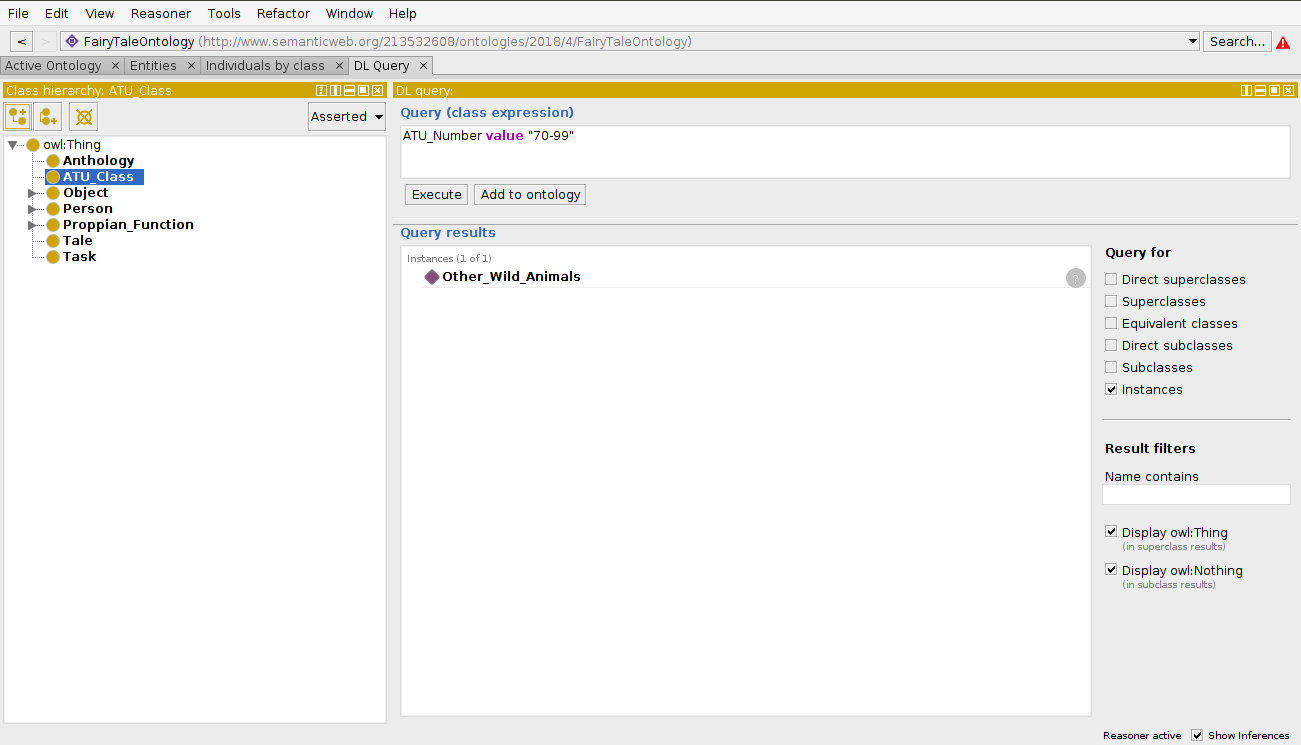 File Edit View Reasoner Tools Refactor Window Help
< > FairyTaleOntology (http://www.semanticweb.org/213532608/ontologies/2018/4/FairyTaleOntology) Search...
Active Ontology × Entities × Individuals by class × DL Query ×
Class hierarchy: ATU_Class
Asserted
owl:Thing
Anthology
ATU_Class
Object
Person
Proppian_Function
Tale
Task
DL query:
Query (class expression)
ATU_Number value "70-99"
Execute Add to ontology
Query results
Instances (1 of 1)
Other_Wild_Animals ?
Query for
Direct superclasses
Superclasses
Equivalent classes
Direct subclasses
Subclasses
Instances
Result filters
Name contains
Display owl:Thing
(in superclass results)
Display owl:Nothing
(in subclass results)
Reasoner active Show Inferences